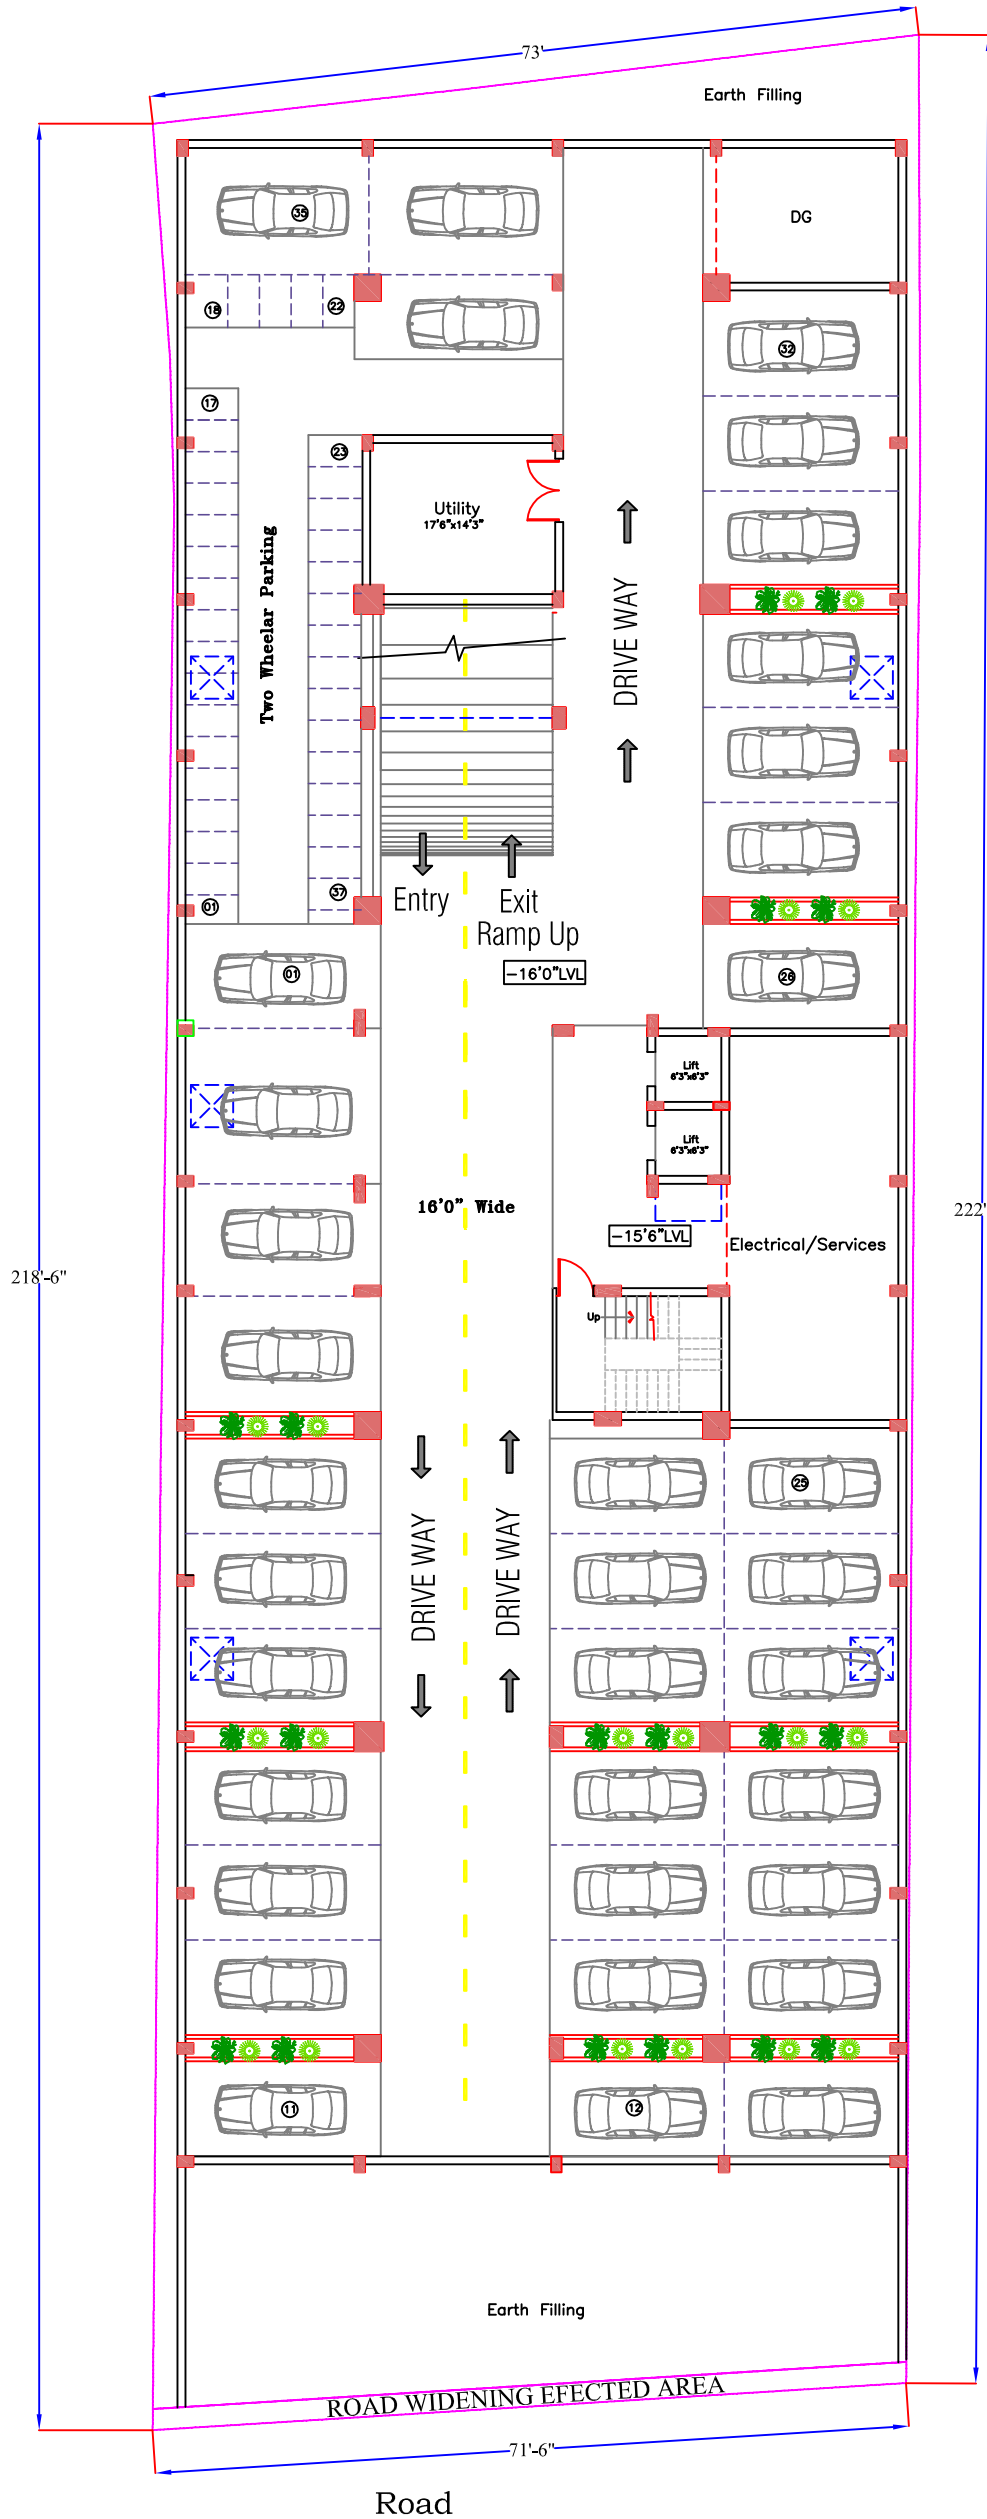 73'
Earth Filling
35
DG
18
22
32
17
23
Utility
17'6"x14'3"
Two Wheelar Parking
DRIVE WAY
37
01
Entry
Exit
Ramp Up
-16'0"LVL
01
26
Lift
6'3"x6'3"
Lift
6'3"x6'3"
16'0" Wide
222'
-15'6"LVL
Electrical/Services
218'-6"
Up
25
DRIVE WAY
DRIVE WAY
11
12
Earth Filling
ROAD WIDENING EFECTED AREA
71'-6"
Road